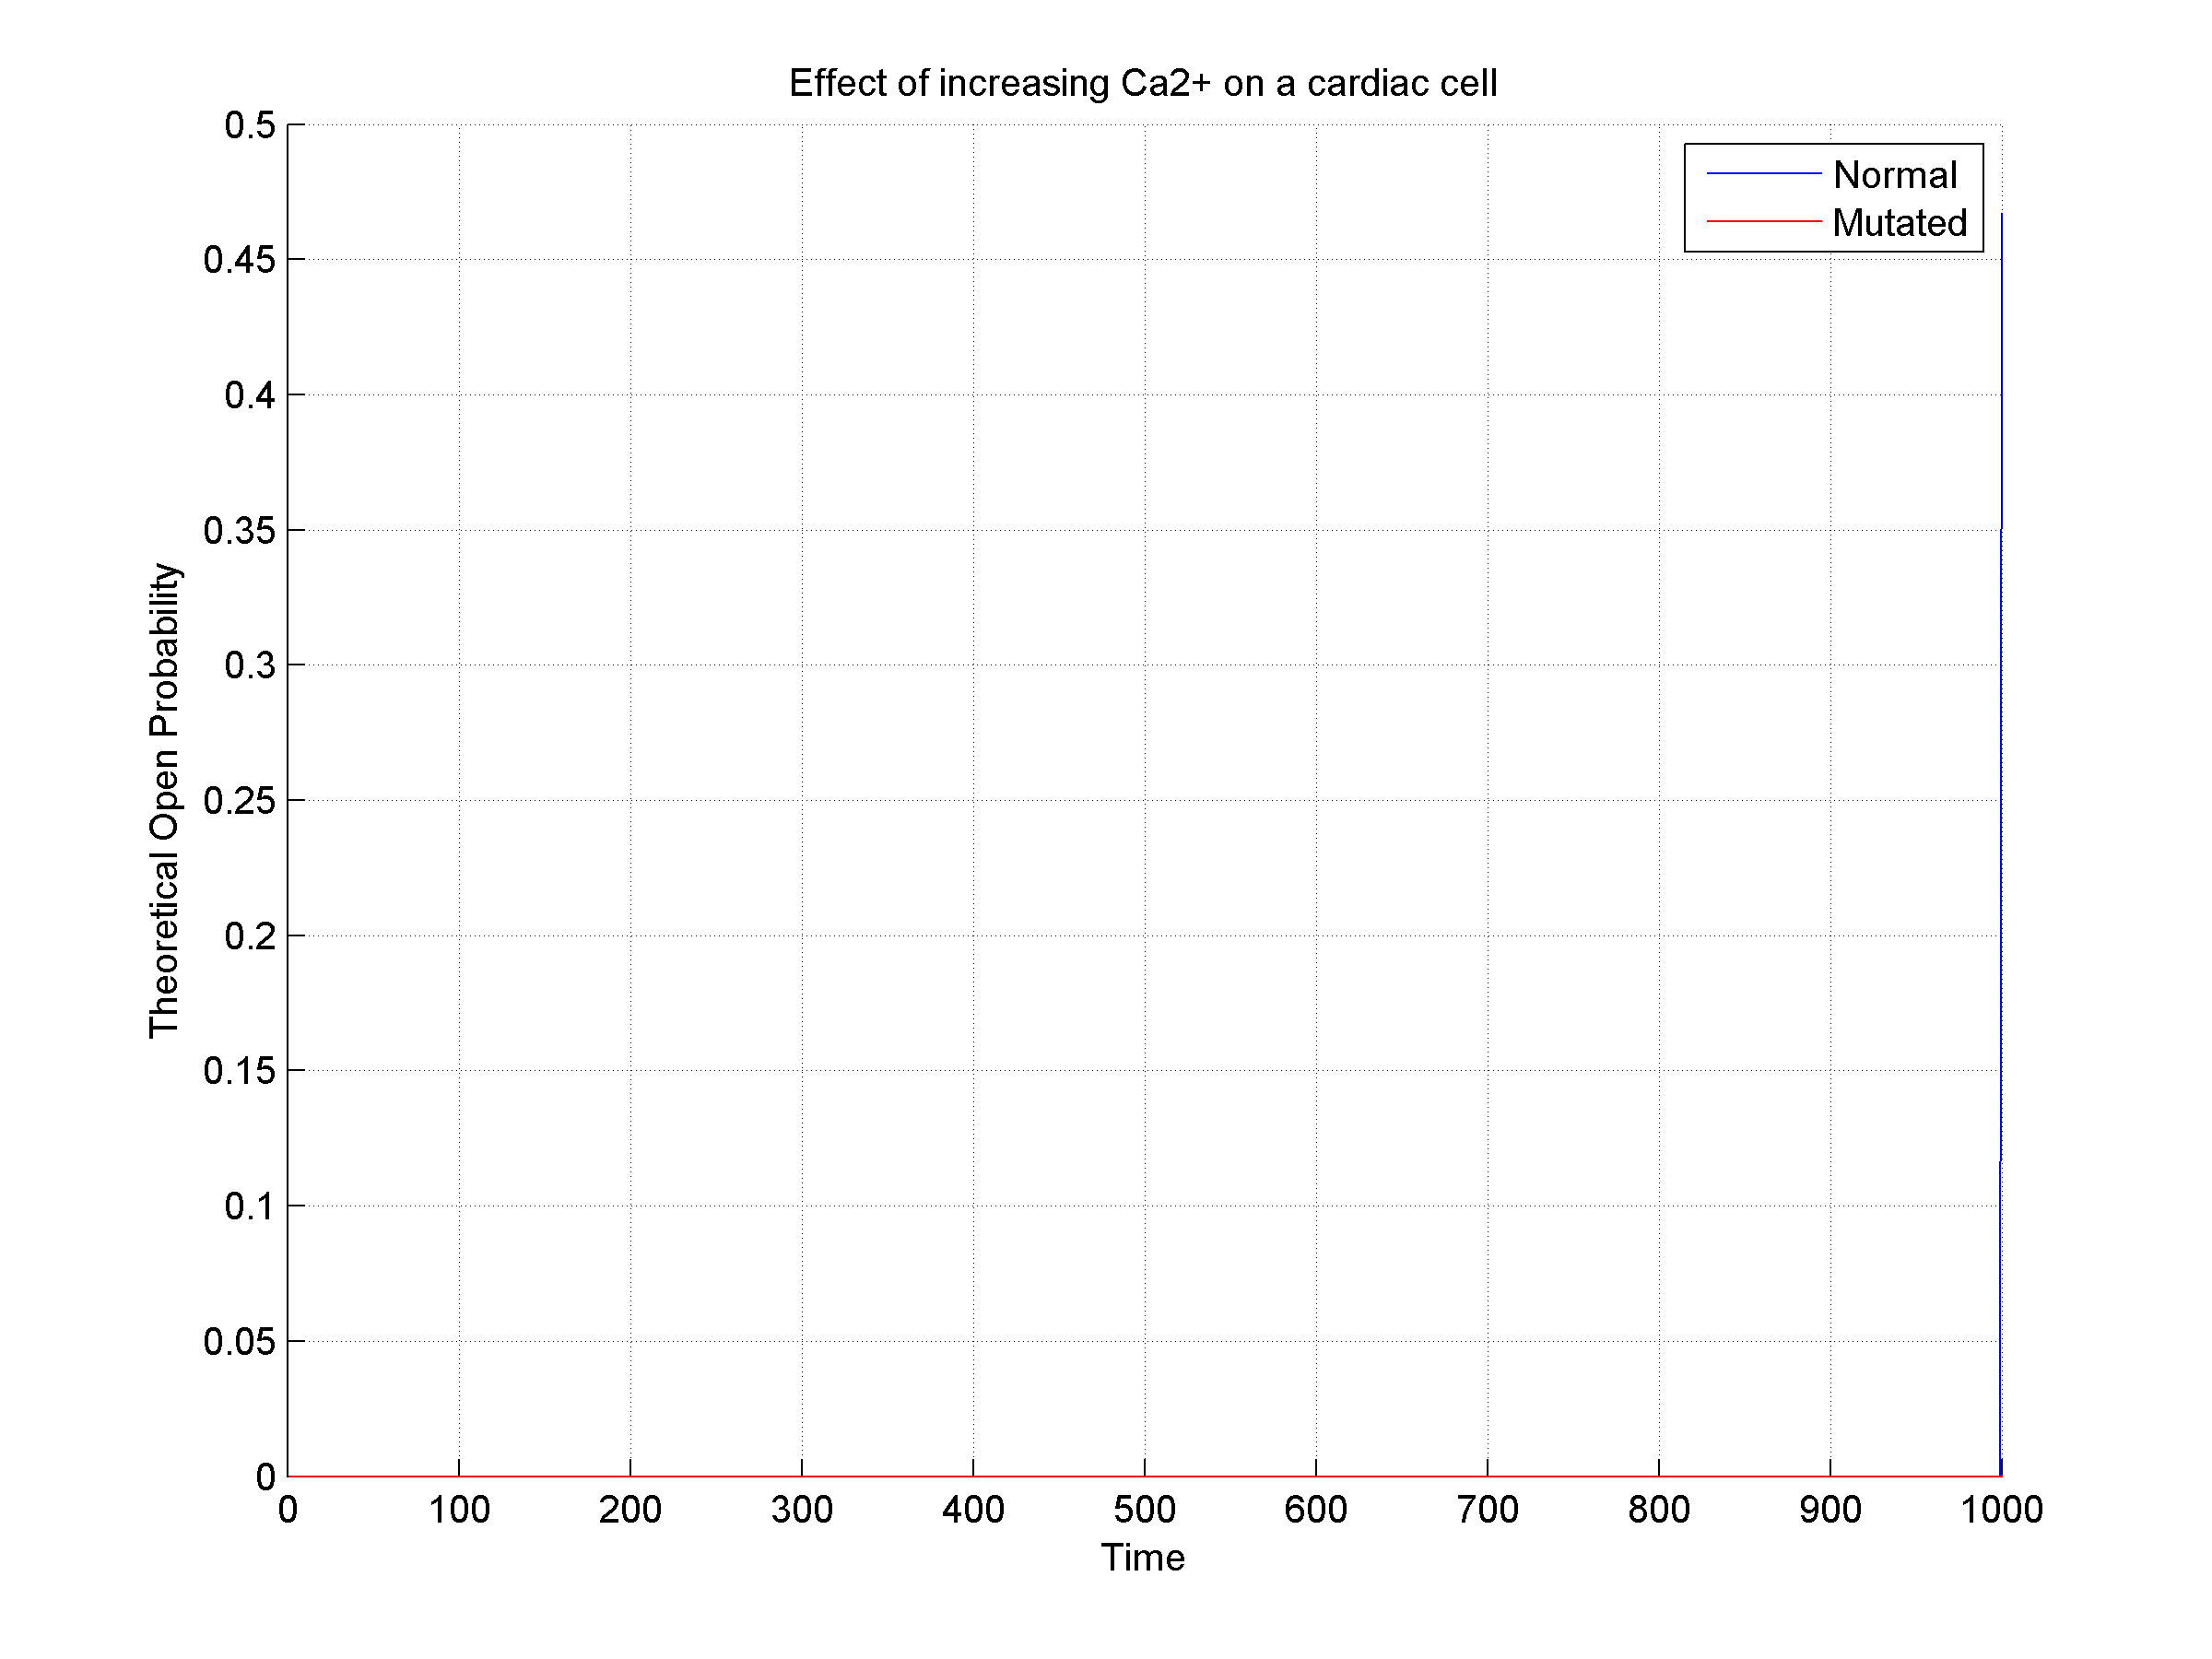 Effect of increasing Ca2+ on a cardiac cell
0.5
0.45
0.4
0.35
0.3
0.25
0.2
0.15
0.1
0.05
0
Theoretical Open Probability
Normal
Mutated
0 100 200 300 400 500 600 700 800 900 1000
Time